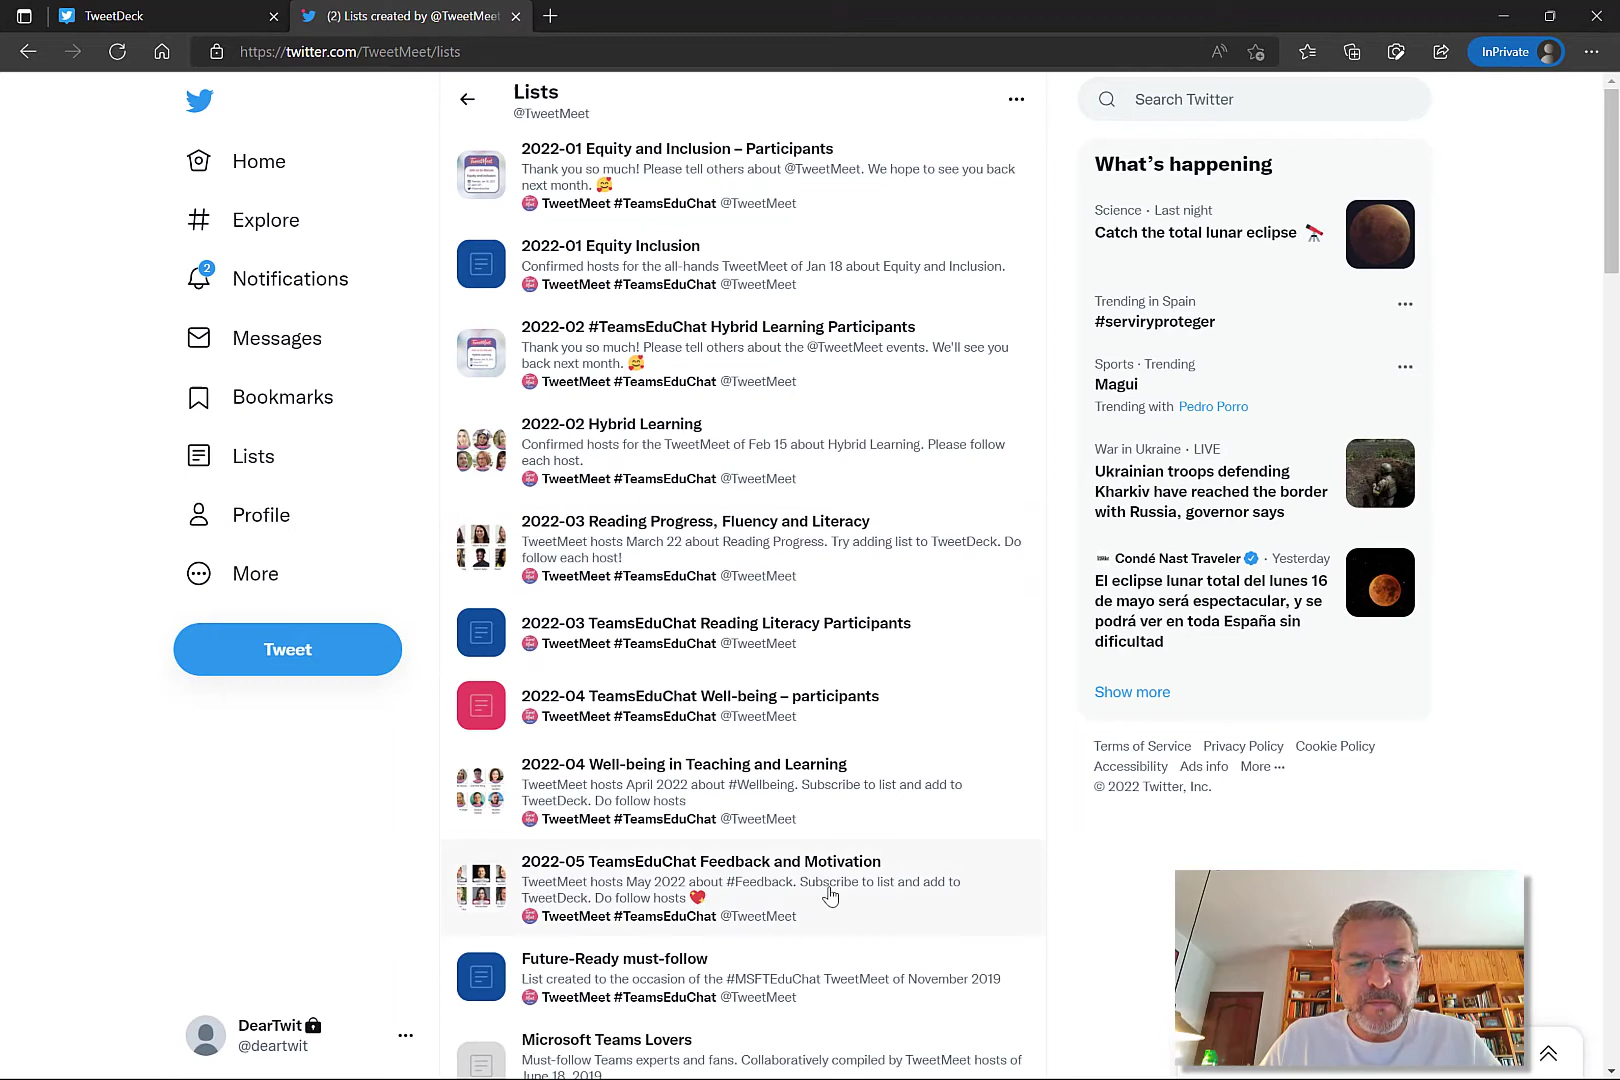 TweetDeck
(2) Lists created by @TweetMeet
https://twitter.com/TweetMeet/lists
InPrivate
Home
Explore
2
Notifications
Messages
Bookmarks
Lists
Profile
More
Tweet
DearTwit
@deartwit
Lists
@TweetMeet
2022-01 Equity and Inclusion – Participants
Thank you so much! Please tell others about @TweetMeet. We hope to see you back
next month. 🥰
TweetMeet #TeamsEduChat @TweetMeet
2022-01 Equity Inclusion
Confirmed hosts for the all-hands TweetMeet of Jan 18 about Equity and Inclusion.
TweetMeet #TeamsEduChat @TweetMeet
2022-02 #TeamsEduChat Hybrid Learning Participants
Thank you so much! Please tell others about the @TweetMeet events. We'll see you
back next month. 🥰
TweetMeet #TeamsEduChat @TweetMeet
2022-02 Hybrid Learning
Confirmed hosts for the TweetMeet of Feb 15 about Hybrid Learning. Please follow
each host.
TweetMeet #TeamsEduChat @TweetMeet
2022-03 Reading Progress, Fluency and Literacy
TweetMeet hosts March 22 about Reading Progress. Try adding list to TweetDeck. Do
follow each host!
TweetMeet #TeamsEduChat @TweetMeet
2022-03 TeamsEduChat Reading Literacy Participants
TweetMeet #TeamsEduChat @TweetMeet
2022-04 TeamsEduChat Well-being – participants
TweetMeet #TeamsEduChat @TweetMeet
2022-04 Well-being in Teaching and Learning
TweetMeet hosts April 2022 about #Wellbeing. Subscribe to list and add to
TweetDeck. Do follow hosts
TweetMeet #TeamsEduChat @TweetMeet
2022-05 TeamsEduChat Feedback and Motivation
TweetMeet hosts May 2022 about #Feedback. Subscribe to list and add to
TweetDeck. Do follow hosts 💖
TweetMeet #TeamsEduChat @TweetMeet
Future-Ready must-follow
List created to the occasion of the #MSFTEduChat TweetMeet of November 2019
TweetMeet #TeamsEduChat @TweetMeet
Microsoft Teams Lovers
Must-follow Teams experts and fans. Collaboratively compiled by TweetMeet hosts of
June 18, 2019
Search Twitter
What's happening
Science · Last night
Catch the total lunar eclipse
Trending in Spain
#serviryproteger
Sports · Trending
Magui
Trending with Pedro Porro
War in Ukraine · LIVE
Ukrainian troops defending
Kharkiv have reached the border
with Russia, governor says
Condé Nast Traveler · Yesterday
El eclipse lunar total del lunes 16
de mayo será espectacular, y se
podrá ver en toda España sin
dificultad
Show more
Terms of Service Privacy Policy Cookie Policy
Accessibility Ads info More ···
© 2022 Twitter, Inc.